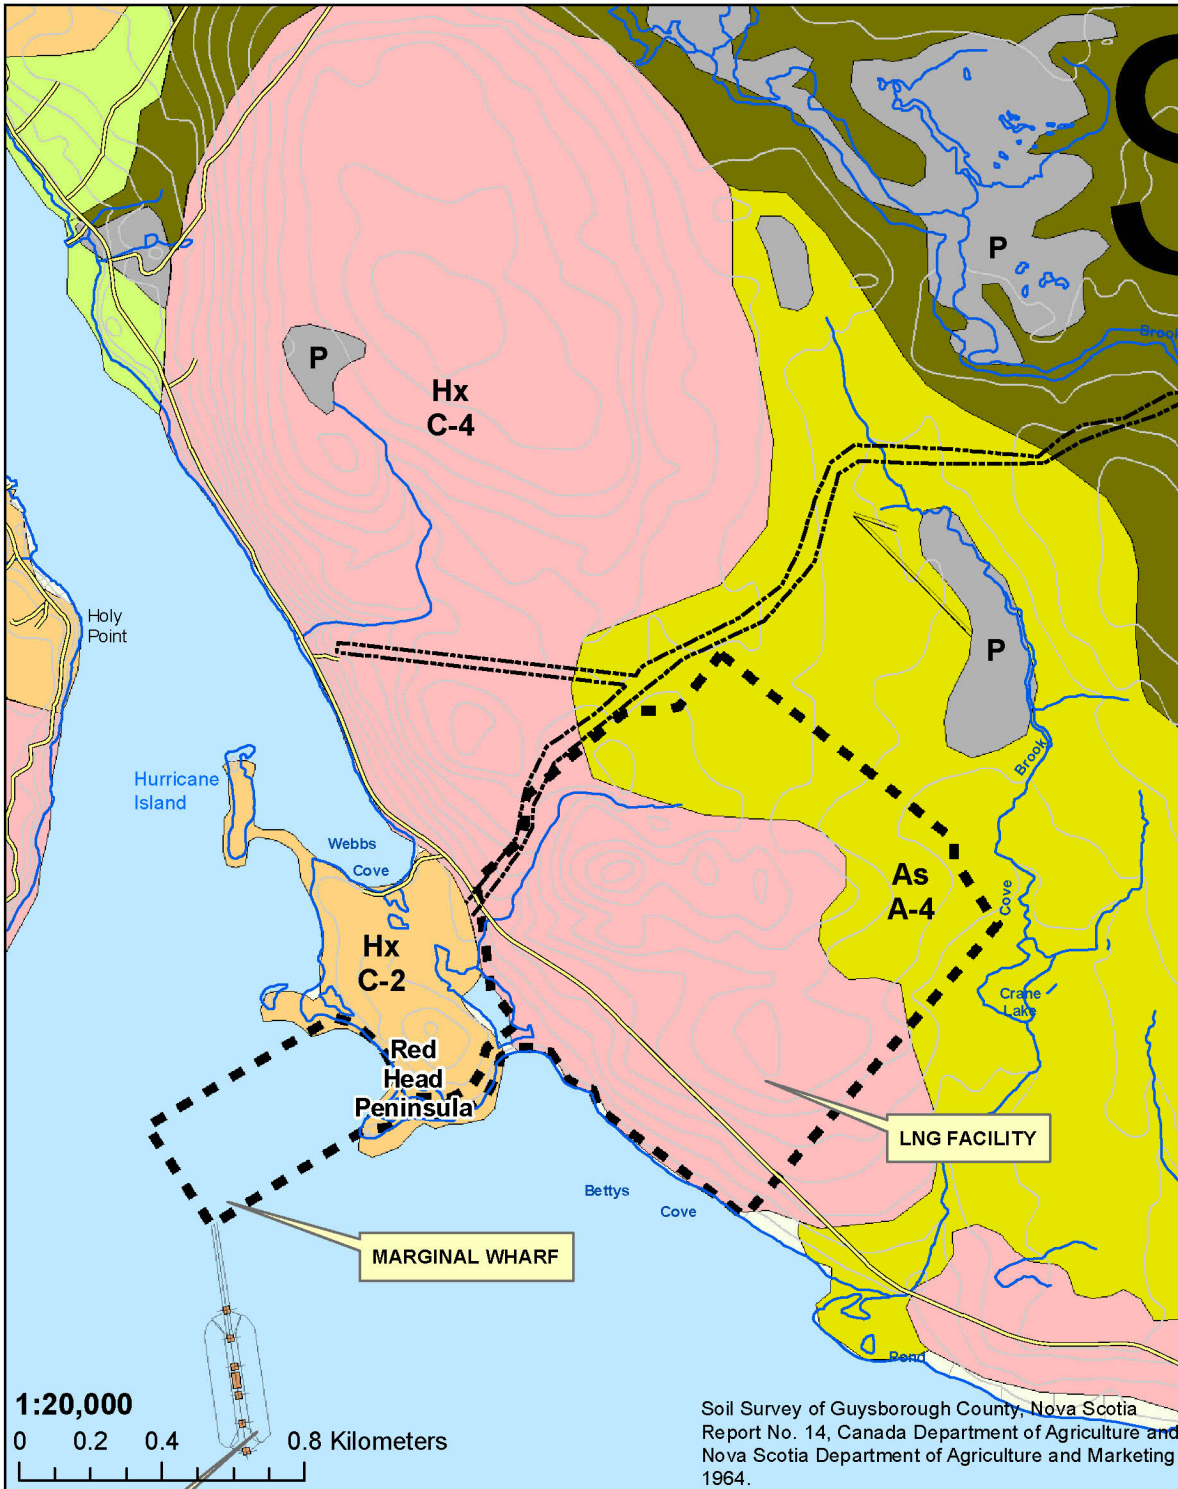 S
P
Brook
P
Hx
C-4
Holy
Point
P
Brook
Hurricane
Island
Webbs
Cove
As
A-4
Cove
Hx
C-2
Crane
Lake
Red
Head
Peninsula
LNG FACILITY
Bettys
Cove
MARGINAL WHARF
Pond
1:20,000
0 0.2 0.4 0.8 Kilometers
Soil Survey of Guysborough County, Nova Scotia
Report No. 14, Canada Department of Agriculture and
Nova Scotia Department of Agriculture and Marketing
1964.